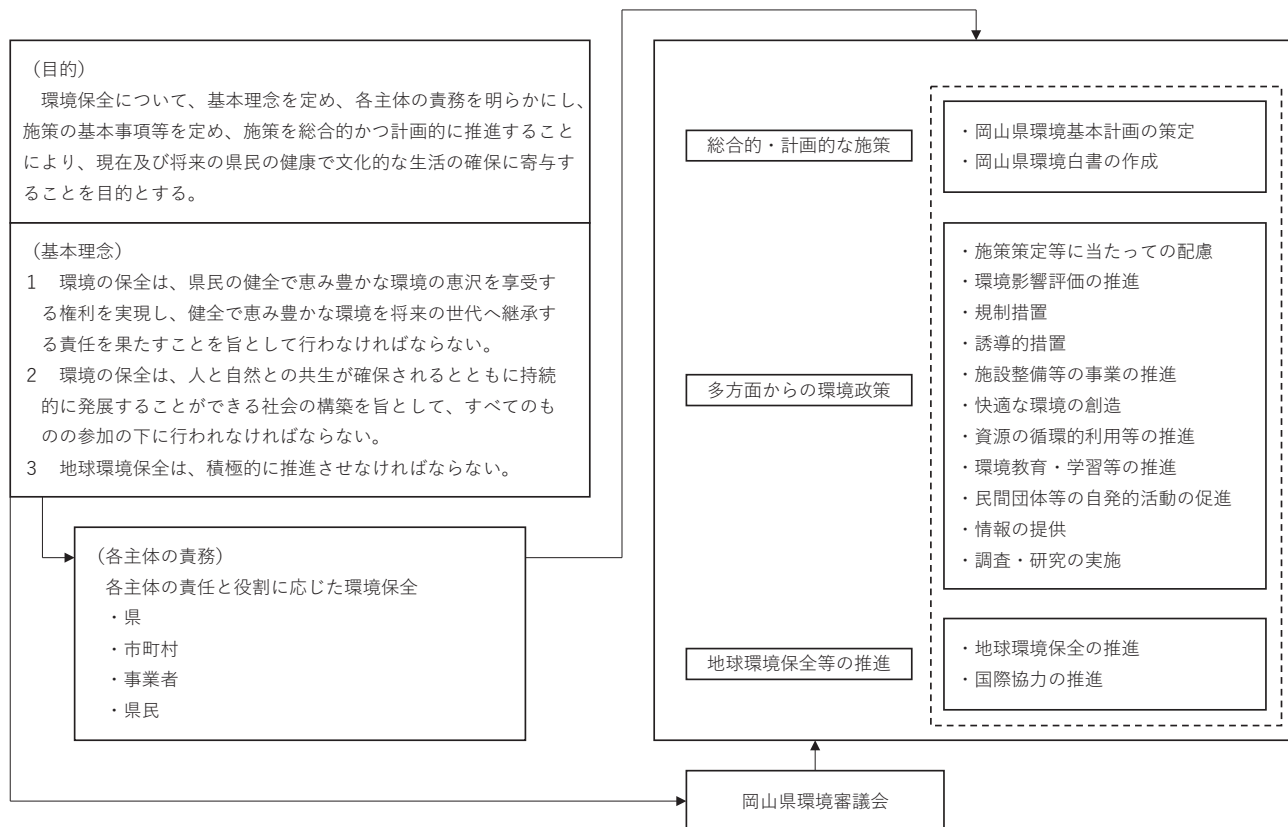 (目的)
環境保全について、基本理念を定め、各主体の責務を明らかにし、
施策の基本事項等を定め、施策を総合的かつ計画的に推進すること
により、現在及び将来の県民の健康で文化的な生活の確保に寄与す
ることを目的とする。
(基本理念)
1 環境の保全は、県民の健全で恵み豊かな環境の恵沢を享受す
る権利を実現し、健全で恵み豊かな環境を将来の世代へ継承す
る責任を果たすことを旨として行わなければならない。
2 環境の保全は、人と自然との共生が確保されるとともに持続
的に発展することができる社会の構築を旨として、すべてのも
のの参加の下に行われなければならない。
3 地球環境保全は、積極的に推進させなければならない。
(各主体の責務)
各主体の責任と役割に応じた環境保全
・県
・市町村
・事業者
・県民
総合的・計画的な施策
・岡山県環境基本計画の策定
・岡山県環境白書の作成
多方面からの環境政策
・施策策定等に当たっての配慮
・環境影響評価の推進
・規制措置
・誘導的措置
・施設整備等の事業の推進
・快適な環境の創造
・資源の循環的利用等の推進
・環境教育・学習等の推進
・民間団体等の自発的活動の促進
・情報の提供
・調査・研究の実施
地球環境保全等の推進
・地球環境保全の推進
・国際協力の推進
岡山県環境審議会